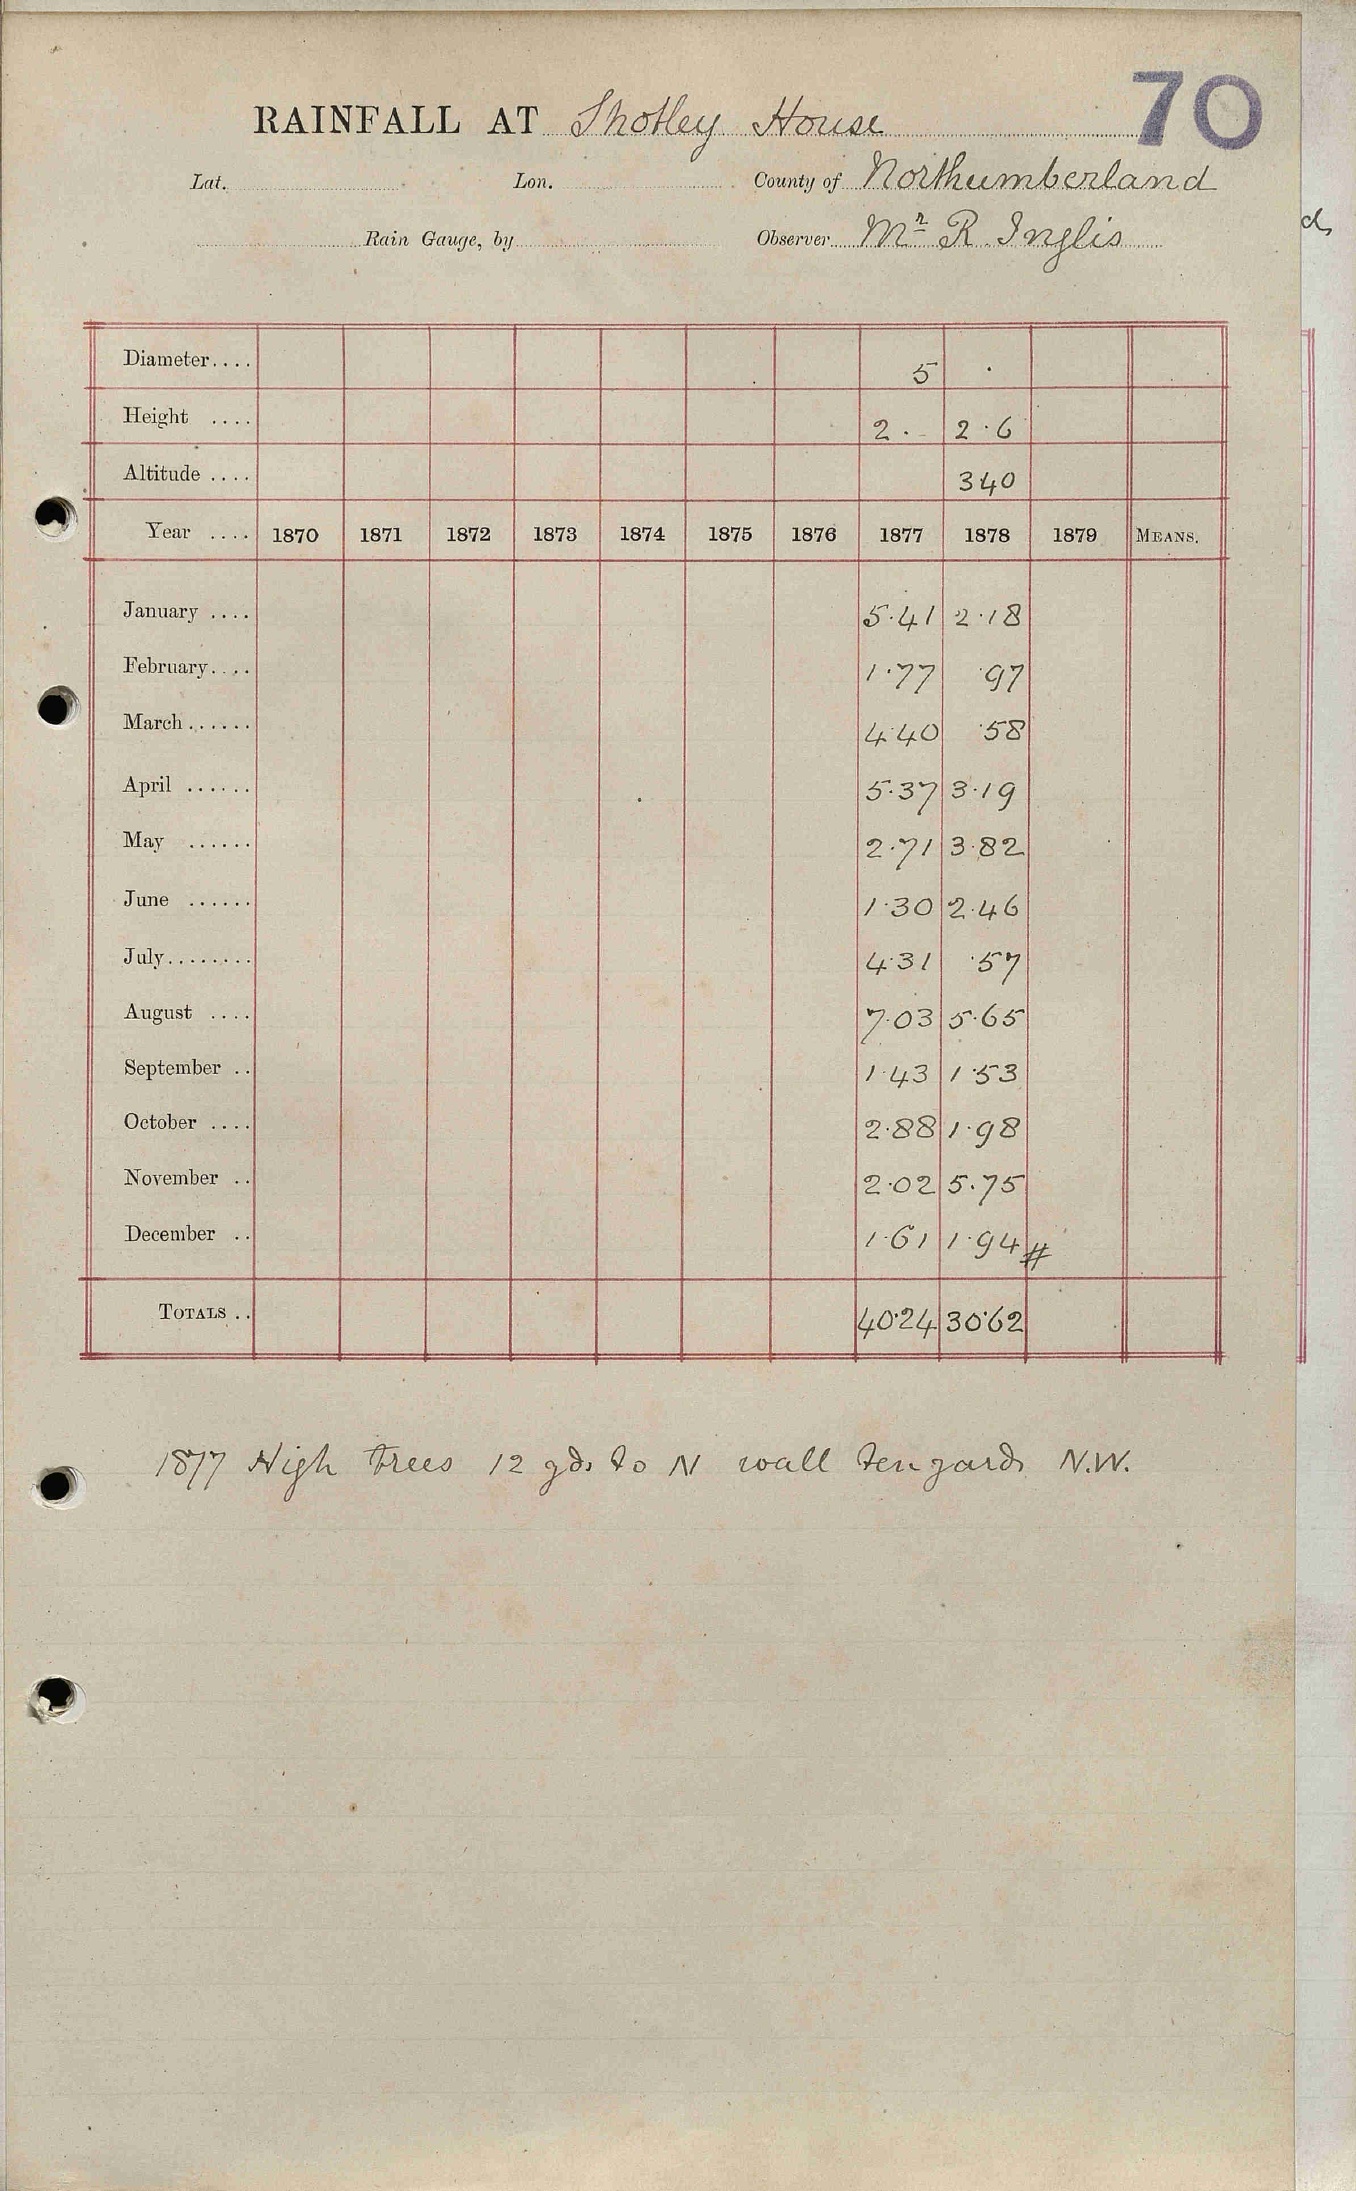 70
RAINFALL AT Shotley House
Lat. Lon. County of Northumberland
Rain Gauge, by Observer Mr R. Inglis
Diameter.... 5 .
Height .... 2 . - 2 . 6
Altitude .... 340
Year .... 1870 1871 1872 1873 1874 1875 1876 1877 1878 1879 MEANS.
January .... 5.41 2.18
February.... 1.77 .97
March...... 4.40 .58
April ...... 5.37 3.19
May ...... 2.71 3.82
June ...... 1.30 2.46
July........ 4.31 .57
August .... 7.03 5.65
September .. 1.43 1.53
October .... 2.88 1.98
November .. 2.02 5.75
December .. 1.61 1.94 #
TOTALS .. 40.24 30.62
1877 High trees 12 yds to N wall ten yards N.W.